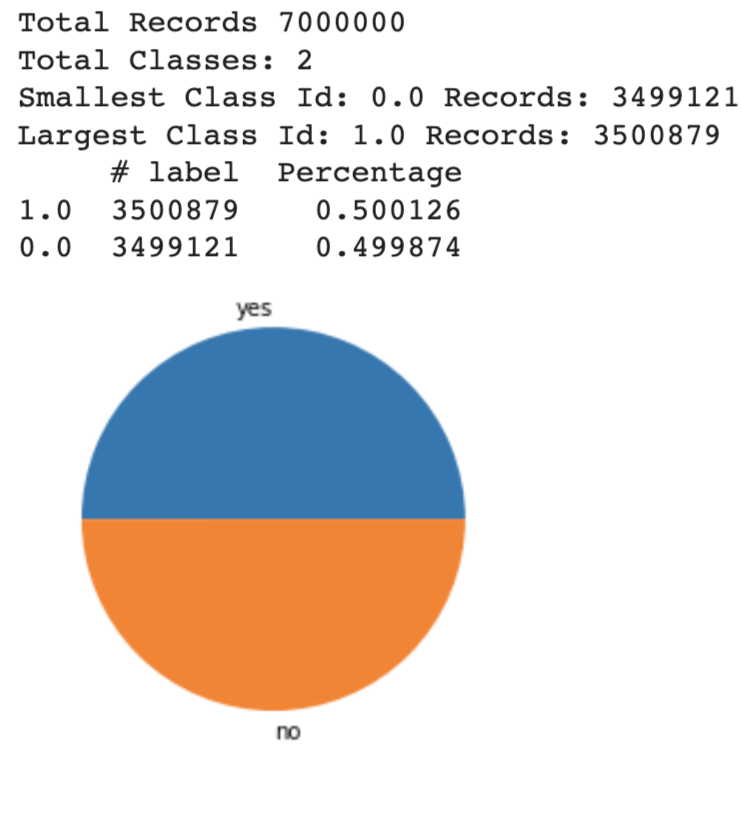 Total Records 7000000
Total Classes: 2
Smallest Class Id: 0.0 Records: 3499121
Largest Class Id: 1.0 Records: 3500879
# label Percentage
1.0 3500879 0.500126
0.0 3499121 0.499874
yes
no